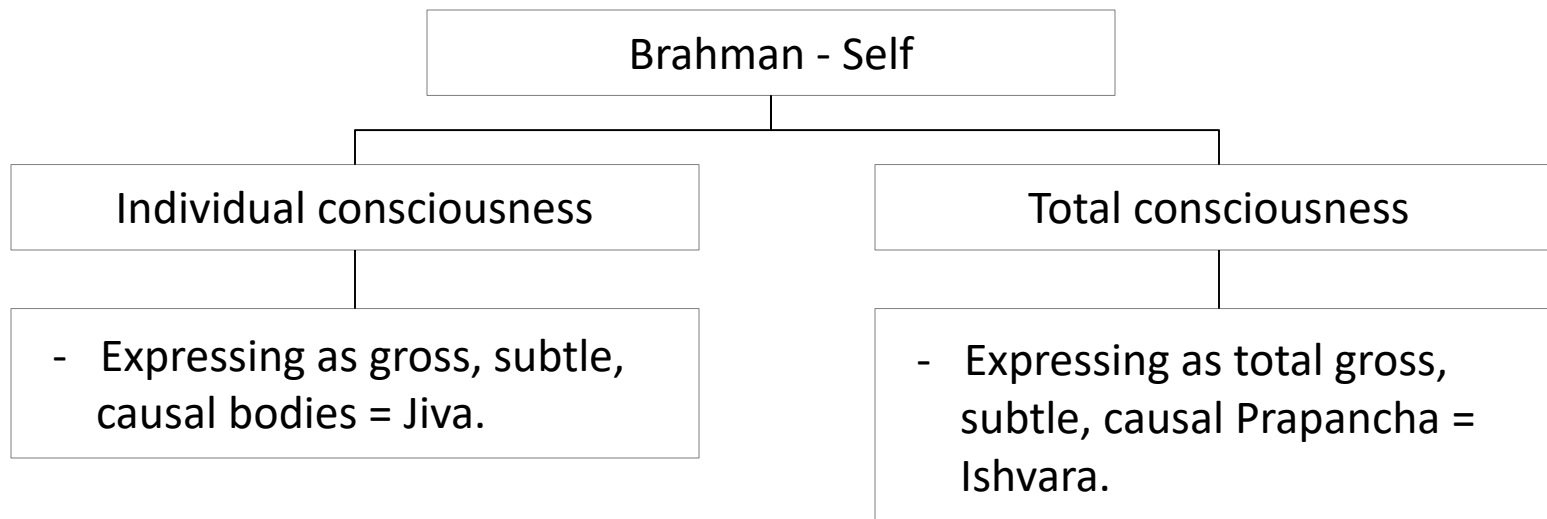 Brahman - Self
Individual consciousness
Total consciousness
- Expressing as gross, subtle,
causal bodies = Jiva.
- Expressing as total gross,
subtle, causal Prapancha =
Ishvara.